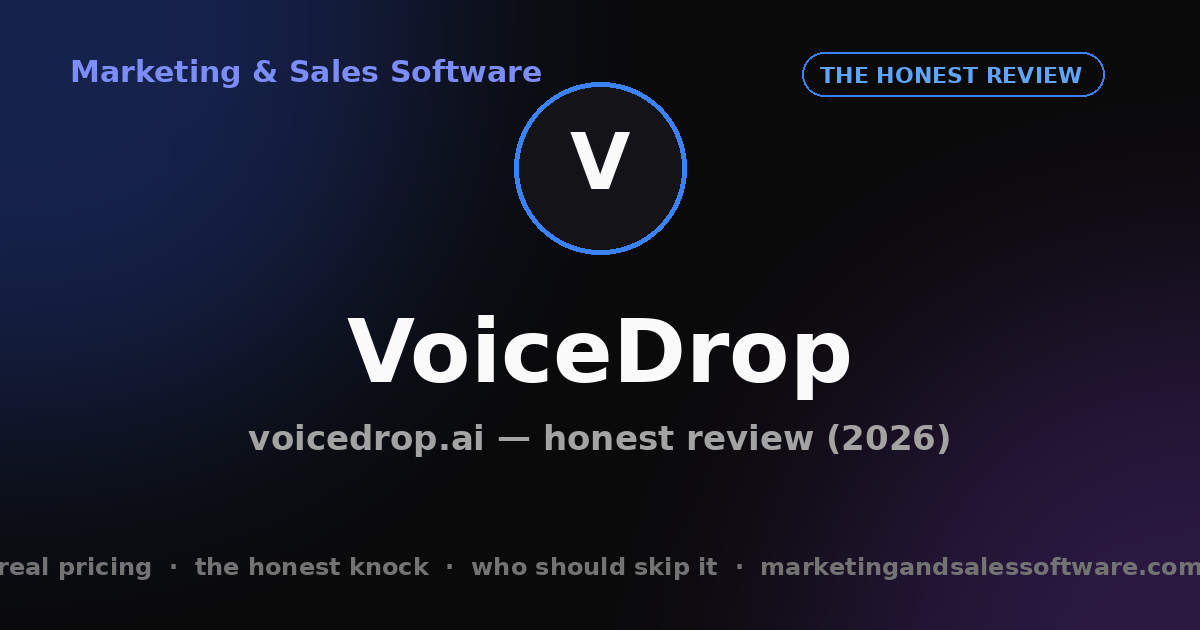 Marketing & Sales Software
THE HONEST REVIEW
V
VoiceDrop
voicedrop.ai — honest review (2026)
real pricing · the honest knock · who should skip it · marketingandsalessoftware.com